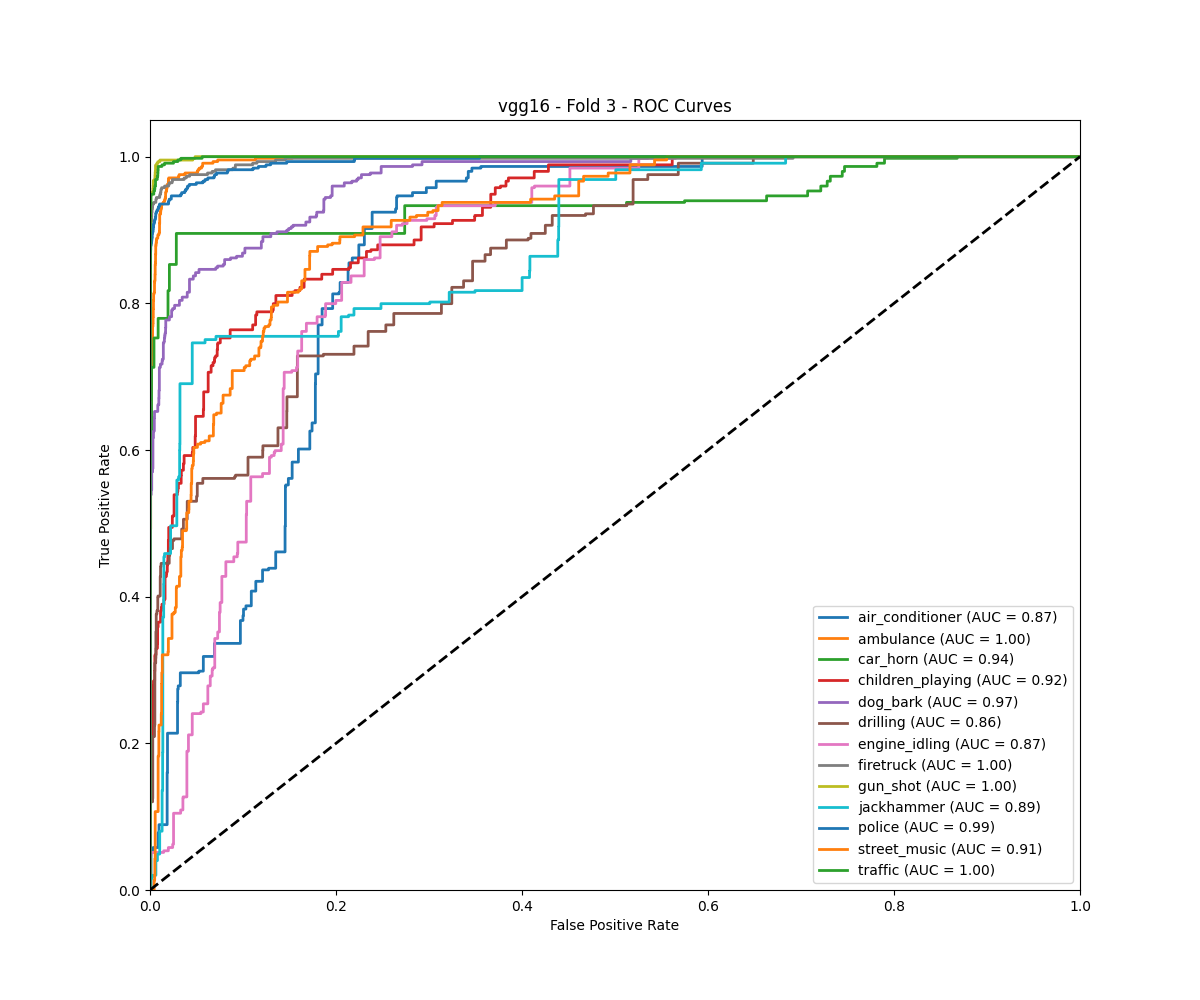 vgg16 - Fold 3 - ROC Curves
True Positive Rate
1.0
0.8
0.6
0.4
0.2
0.0
0.0 0.2 0.4 0.6 0.8 1.0
False Positive Rate
air_conditioner (AUC = 0.87)
ambulance (AUC = 1.00)
car_horn (AUC = 0.94)
children_playing (AUC = 0.92)
dog_bark (AUC = 0.97)
drilling (AUC = 0.86)
engine_idling (AUC = 0.87)
firetruck (AUC = 1.00)
gun_shot (AUC = 1.00)
jackhammer (AUC = 0.89)
police (AUC = 0.99)
street_music (AUC = 0.91)
traffic (AUC = 1.00)